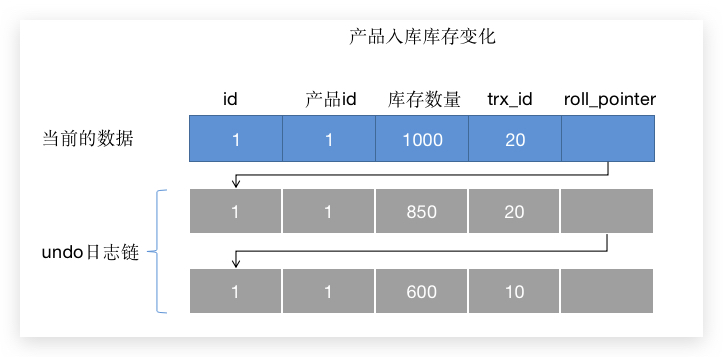 产品入库库存变化
id 产品id 库存数量 trx_id roll_pointer
当前的数据 1 1 1000 20
1 1 850 20
undo日志链
1 1 600 10